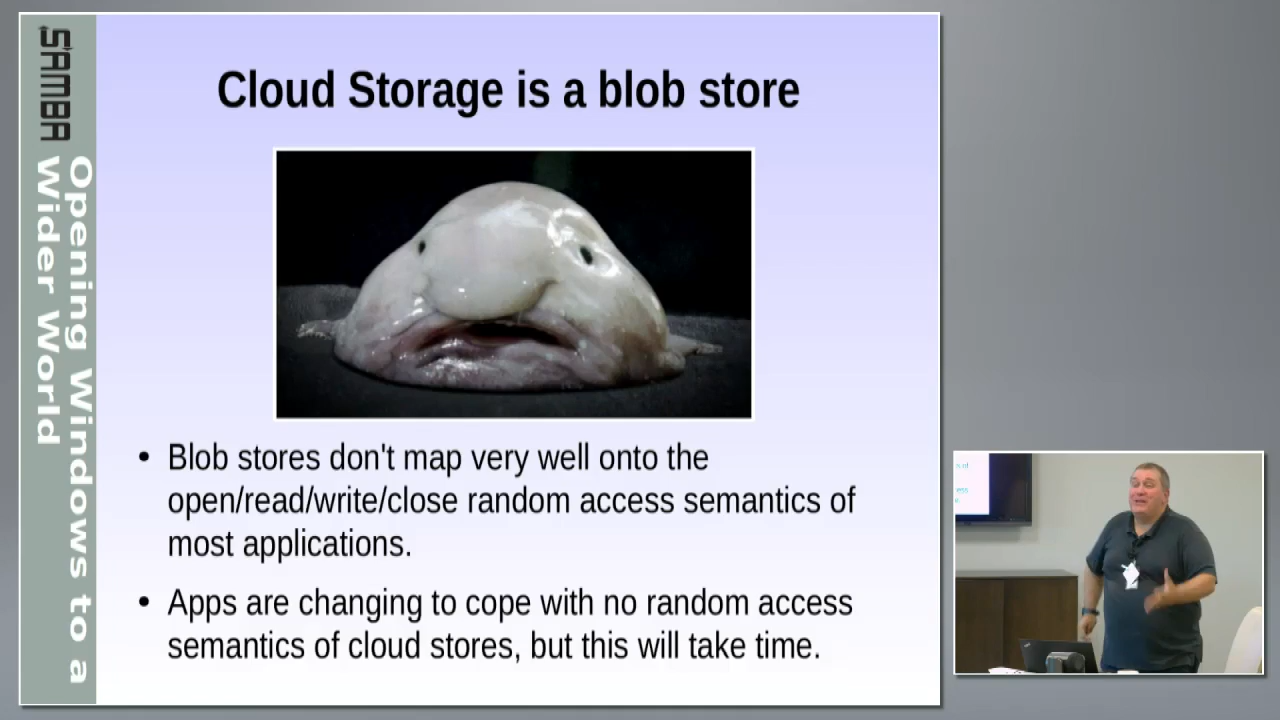 SAMBA
Opening Windows to a
Wider World
Cloud Storage is a blob store
• Blob stores don't map very well onto the
open/read/write/close random access semantics of
most applications.
• Apps are changing to cope with no random access
semantics of cloud stores, but this will take time.